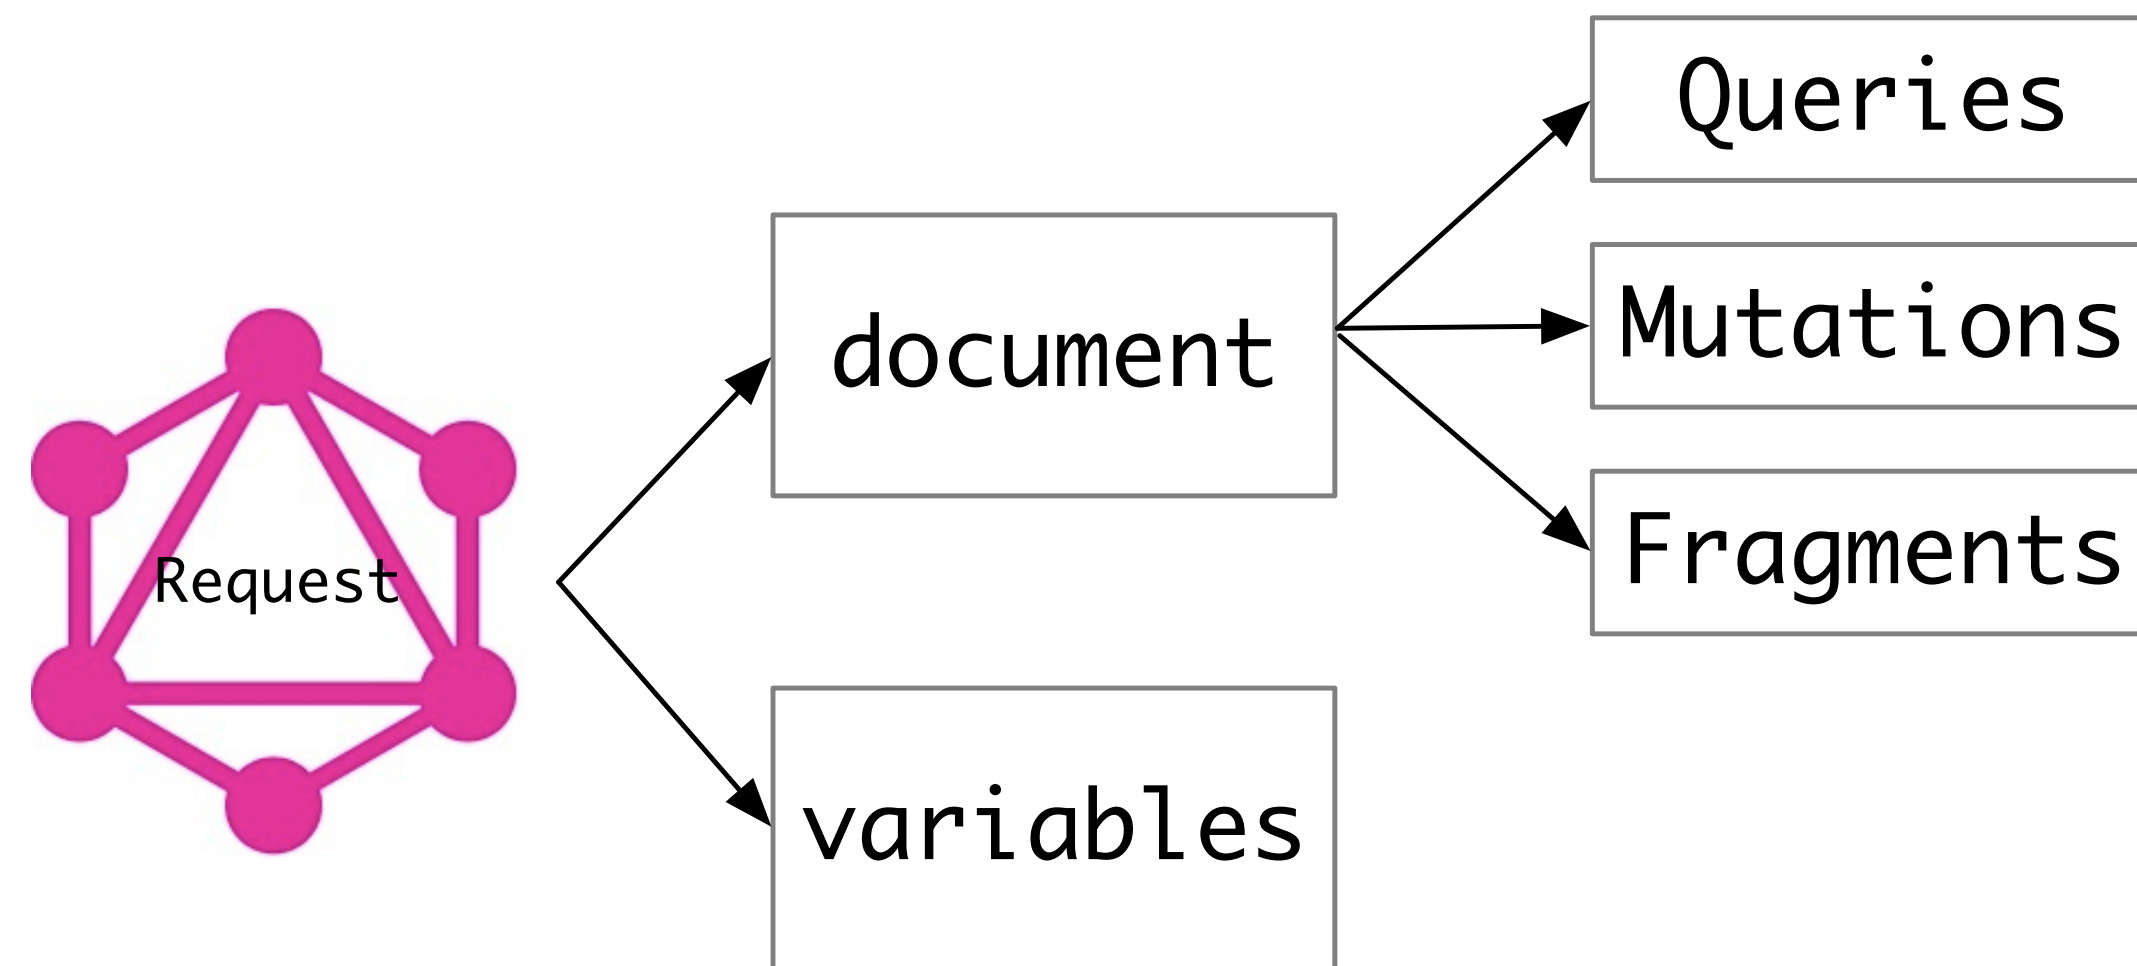 Request
document
variables
Queries
Mutations
Fragments